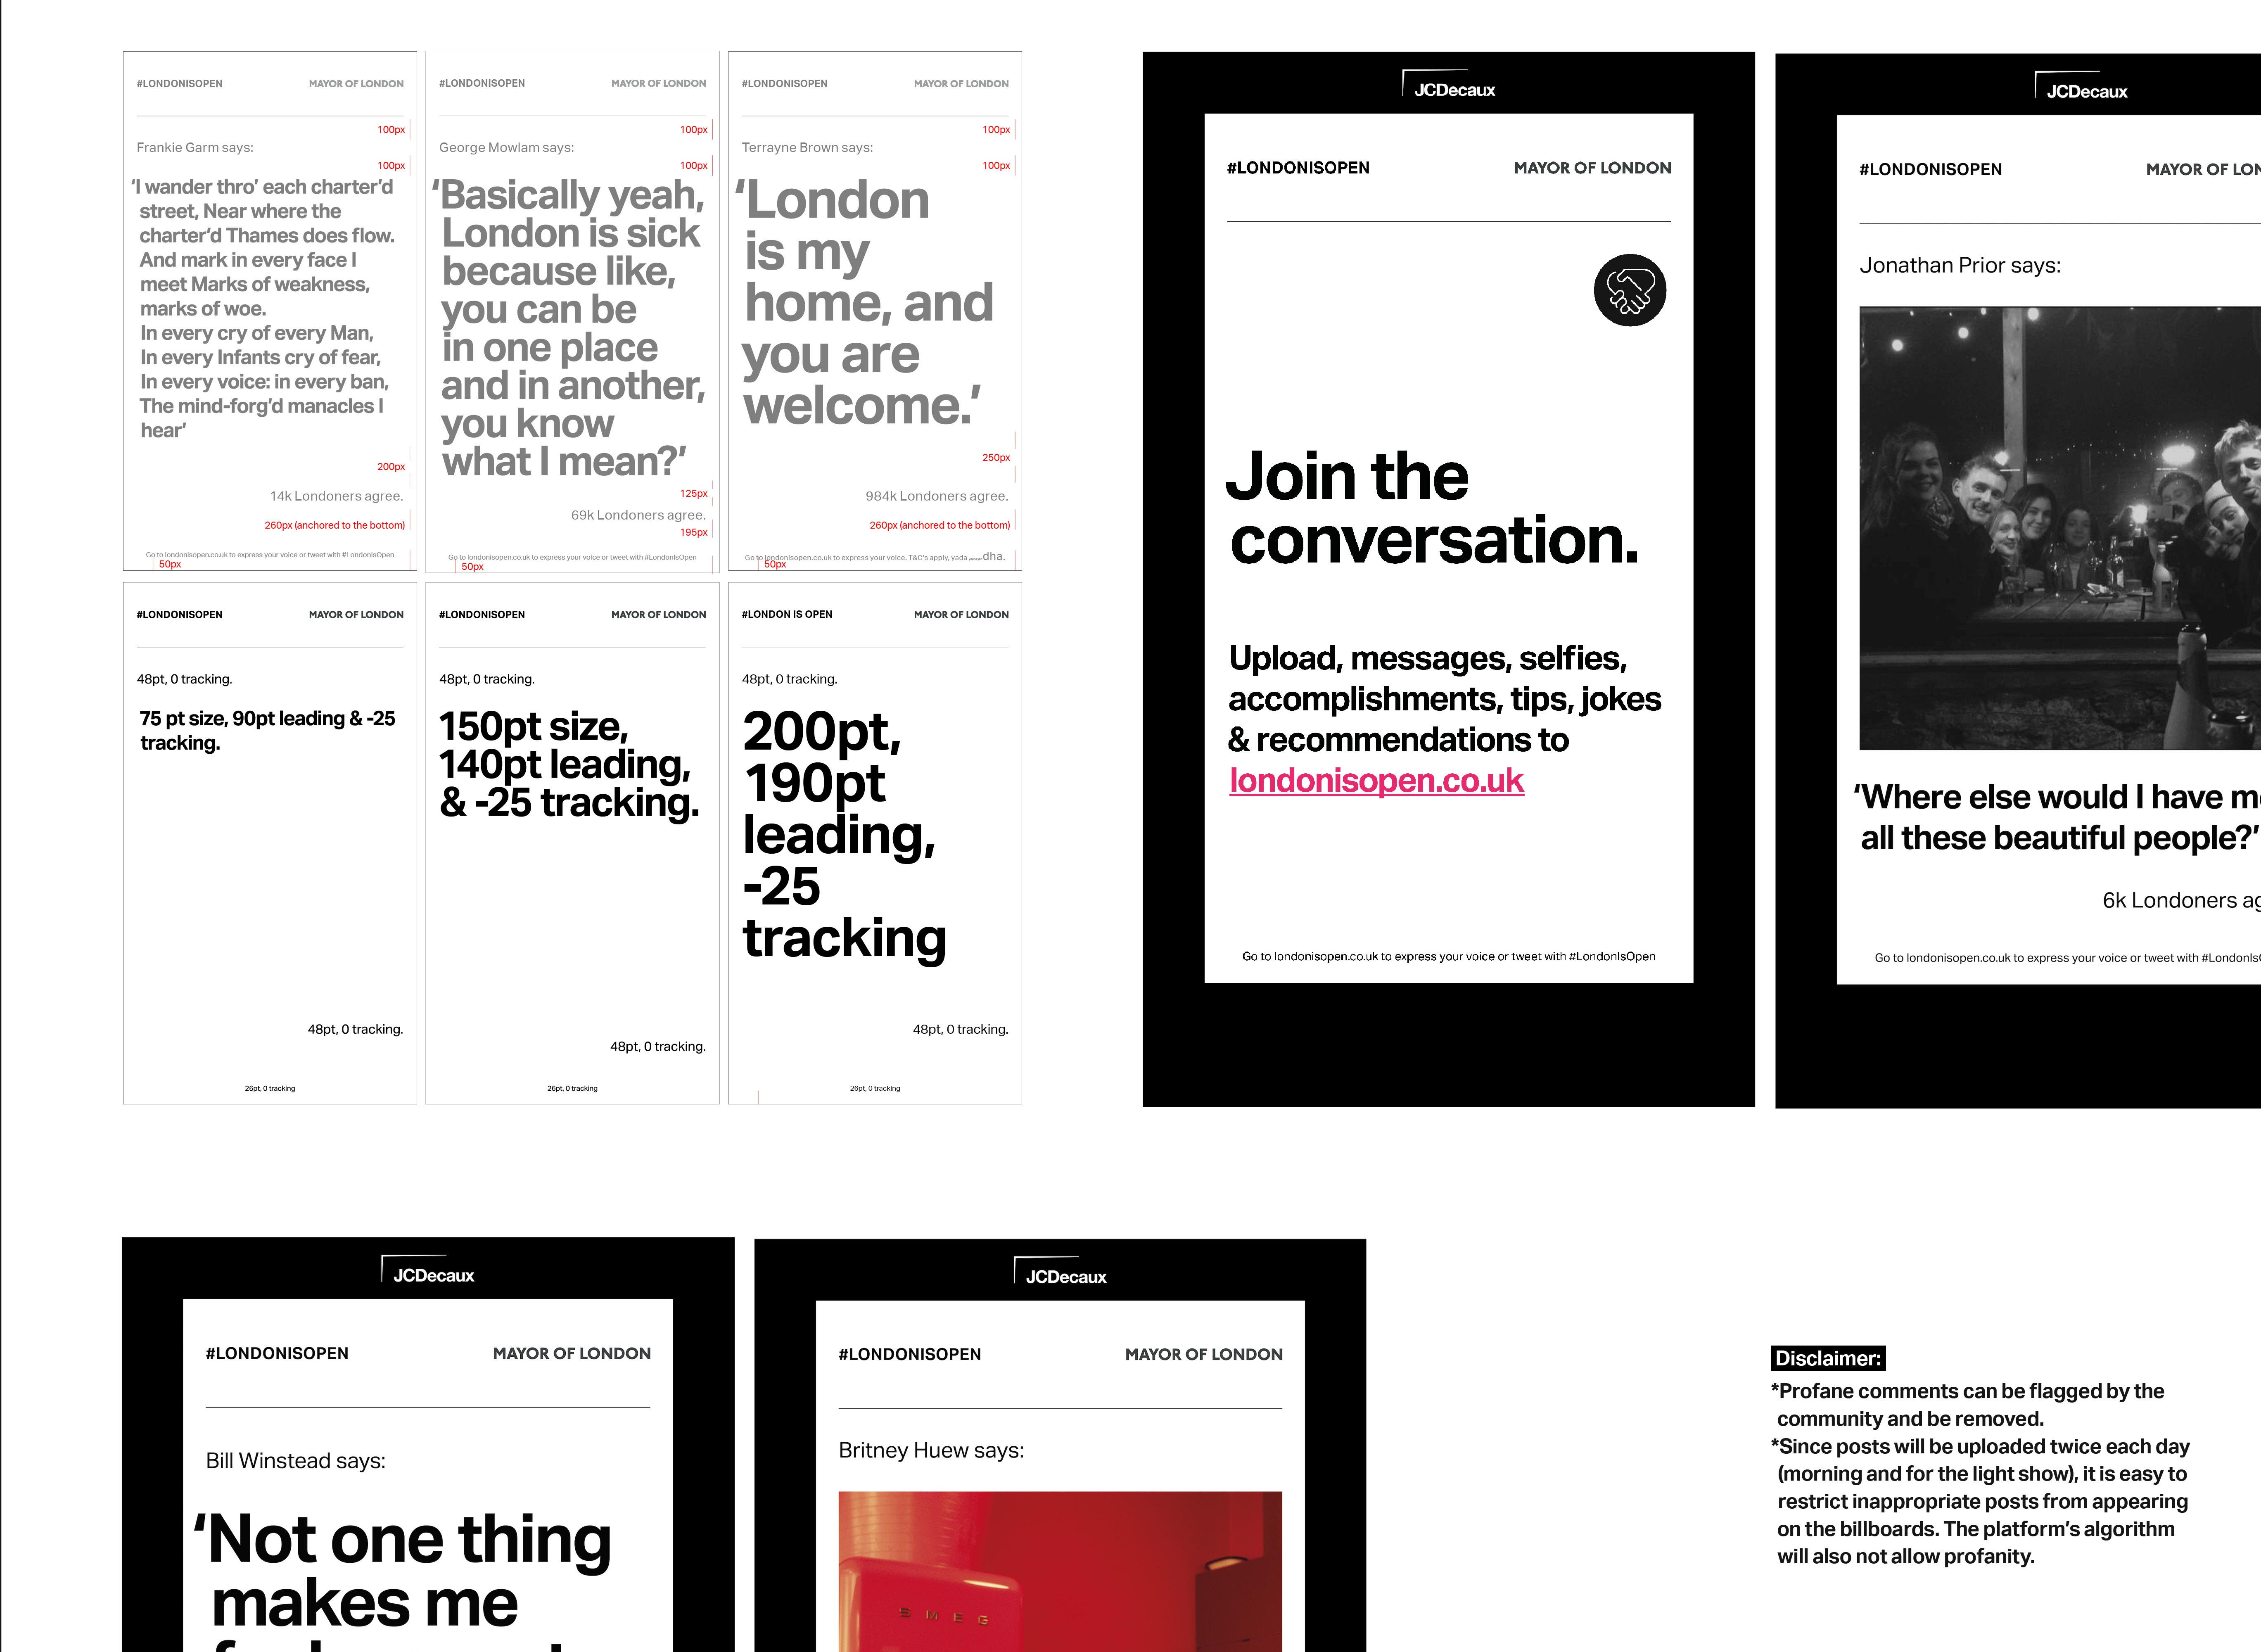 #LONDONISOPEN MAYOR OF LONDON
100px
Frankie Garm says:
100px
‘I wander thro’ each charter’d
street, Near where the
charter’d Thames does flow.
And mark in every face I
meet Marks of weakness,
marks of woe.
In every cry of every Man,
In every Infants cry of fear,
In every voice: in every ban,
The mind-forg’d manacles I
hear’
200px
14k Londoners agree.
260px (anchored to the bottom)
Go to londonisopen.co.uk to express your voice or tweet with #LondonIsOpen
50px
#LONDONISOPEN MAYOR OF LONDON
100px
George Mowlam says:
100px
‘Basically yeah,
London is sick
because like,
you can be
in one place
and in another,
you know
what I mean?’
125px
69k Londoners agree.
195px
Go to londonisopen.co.uk to express your voice or tweet with #LondonIsOpen
50px
#LONDONISOPEN MAYOR OF LONDON
100px
Terrayne Brown says:
100px
‘London
is my
home, and
you are
welcome.’
250px
984k Londoners agree.
260px (anchored to the bottom)
Go to londonisopen.co.uk to express your voice. T&C's apply, yada dha.
50px
#LONDONISOPEN MAYOR OF LONDON
48pt, 0 tracking.
75 pt size, 90pt leading & -25
tracking.
48pt, 0 tracking.
26pt, 0 tracking
#LONDONISOPEN MAYOR OF LONDON
48pt, 0 tracking.
150pt size,
140pt leading,
& -25 tracking.
48pt, 0 tracking.
26pt, 0 tracking
#LONDON IS OPEN MAYOR OF LONDON
48pt, 0 tracking.
200pt,
190pt
leading,
-25
tracking
48pt, 0 tracking.
26pt, 0 tracking
JCDecaux
#LONDONISOPEN MAYOR OF LONDON
Join the
conversation.
Upload, messages, selfies,
accomplishments, tips, jokes
& recommendations to
londonisopen.co.uk
Go to londonisopen.co.uk to express your voice or tweet with #LondonIsOpen
JCDecaux
#LONDONISOPEN MAYOR OF
Jonathan Prior says:
‘Where else would I have
all these beautiful people?’
6k Londoners
Go to londonisopen.co.uk to express your voice or tweet with
JCDecaux
#LONDONISOPEN MAYOR OF LONDON
Bill Winstead says:
‘Not one thing
makes me
JCDecaux
#LONDONISOPEN MAYOR OF LONDON
Britney Huew says:
SMEG
Disclaimer:
*Profane comments can be flagged by the
community and be removed.
*Since posts will be uploaded twice each day
(morning and for the light show), it is easy to
restrict inappropriate posts from appearing
on the billboards. The platform’s algorithm
will also not allow profanity.